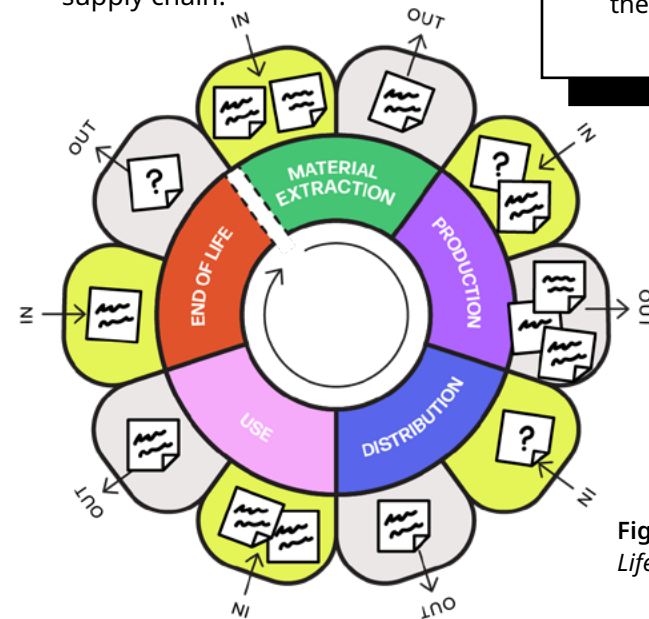 supply chain.
the
IN
OUT
IN
OUT
IN
OUT
IN
OUT
IN
OUT
MATERIAL
EXTRACTION
PRODUCTION
DISTRIBUTION
USE
END OF LIFE
?
?
?
Fig
Life